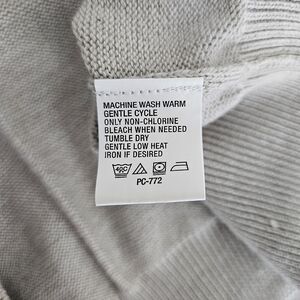 MACHINE WASH WARM
GENTLE CYCLE
ONLY NON-CHLORINE
BLEACH WHEN NEEDED
TUMBLE DRY
GENTLE LOW HEAT
IRON IF DESIRED
PC-772